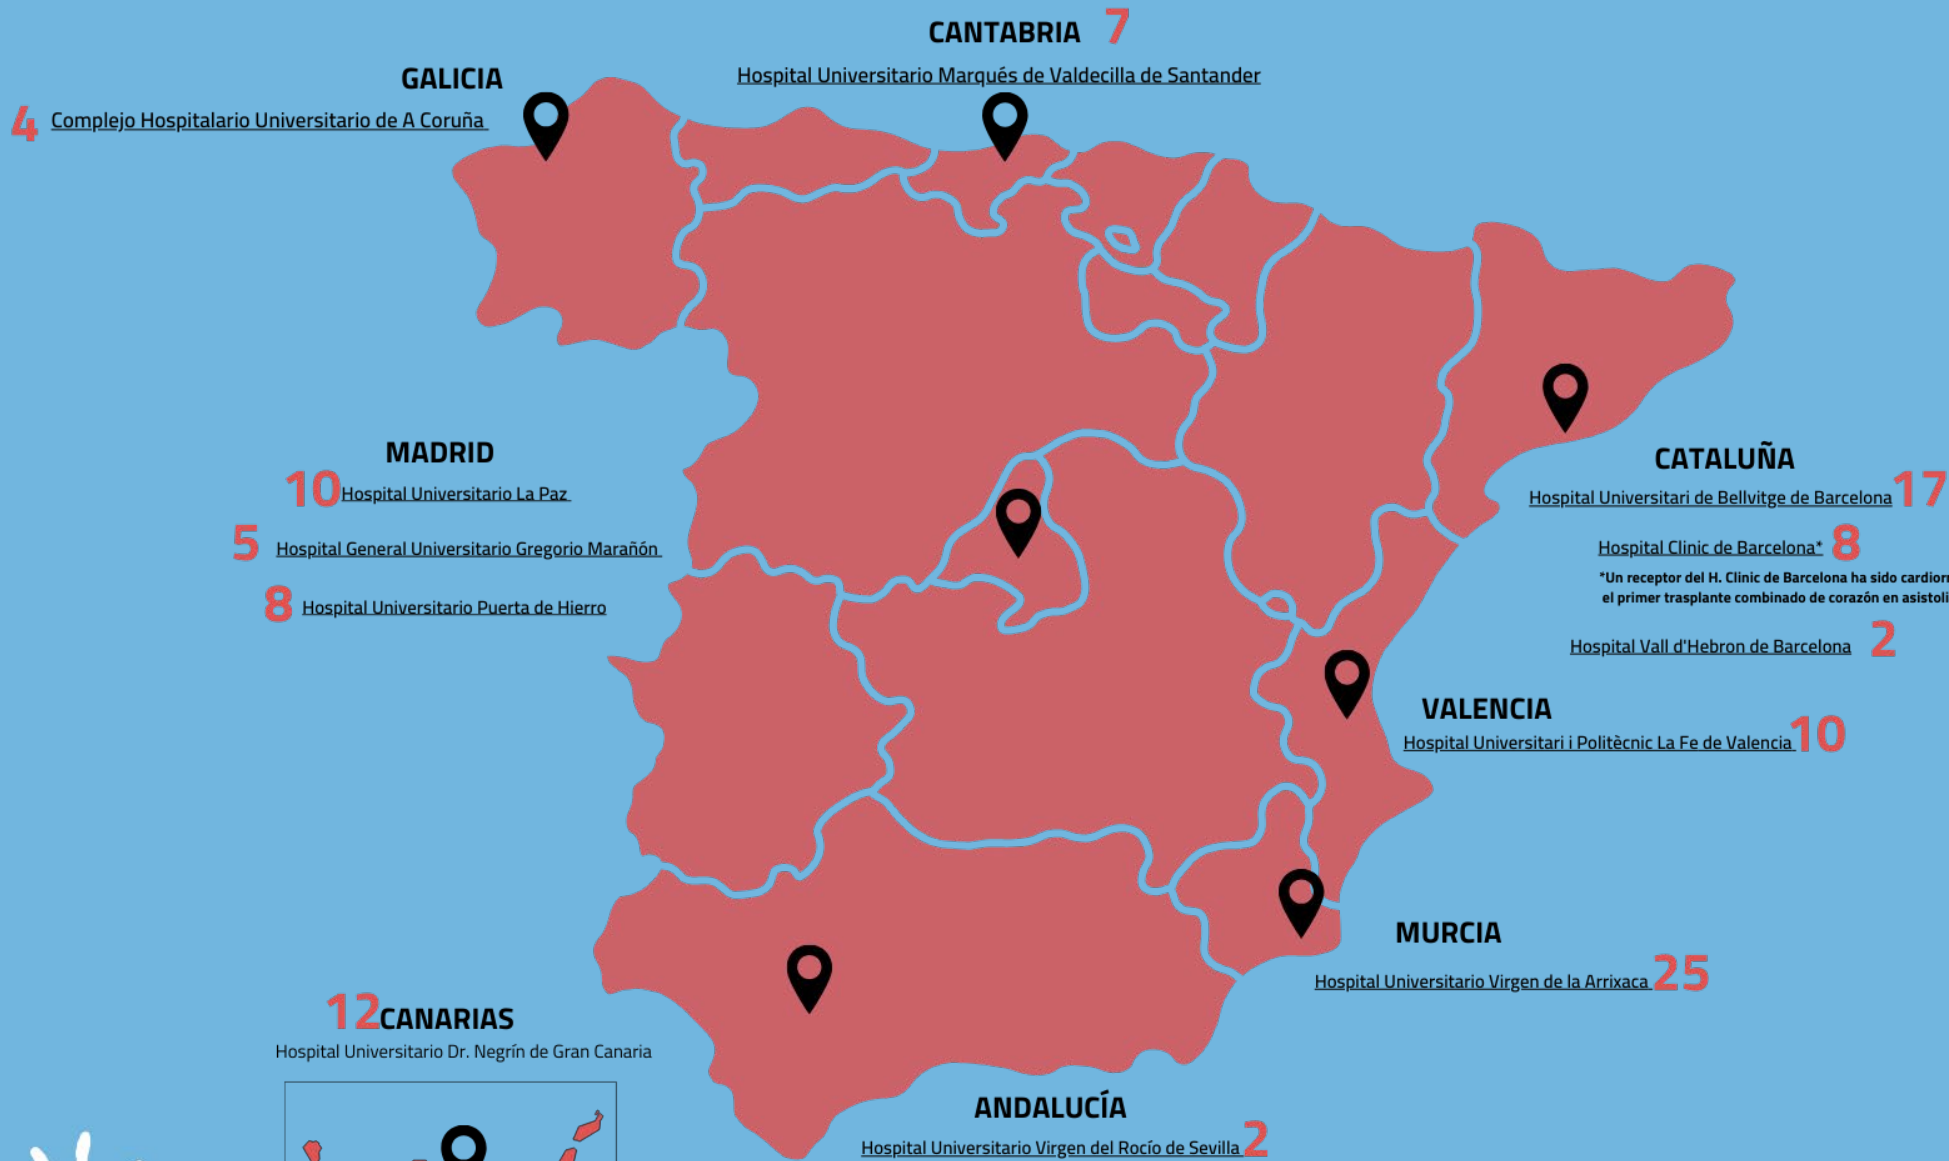 CANTABRIA 7
Hospital Universitario Marqués de Valdecilla de Santander
GALICIA
4 Complejo Hospitalario Universitario de A Coruña
MADRID
10 Hospital Universitario La Paz
5 Hospital General Universitario Gregorio Marañón
8 Hospital Universitario Puerta de Hierro
CATALUÑA
Hospital Universitari de Bellvitge de Barcelona 17
Hospital Clinic de Barcelona* 8
*Un receptor del H. Clinic de Barcelona ha sido
el primer trasplante combinado de corazón en
Hospital Vall d'Hebron de Barcelona 2
VALENCIA
Hospital Universitari i Politècnic La Fe de Valencia 10
MURCIA
Hospital Universitario Virgen de la Arrixaca 25
12 CANARIAS
Hospital Universitario Dr. Negrín de Gran Canaria
ANDALUCÍA
Hospital Universitario Virgen del Rocío de Sevilla 2